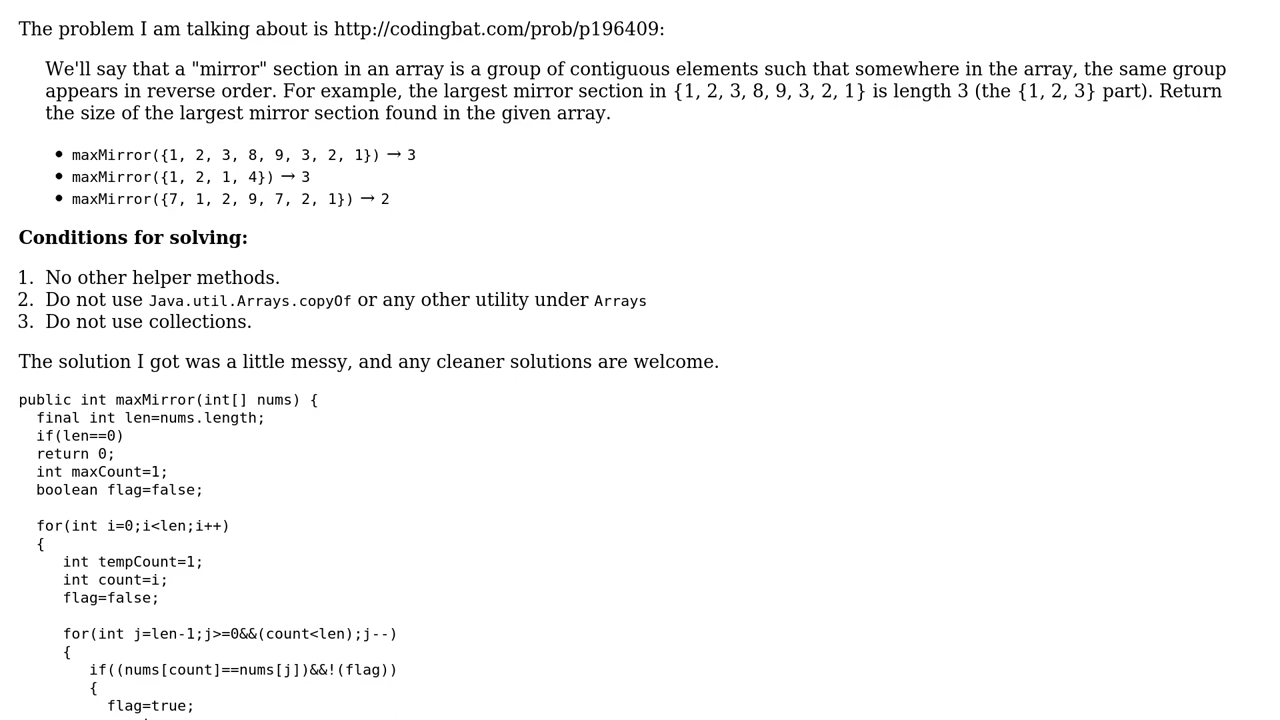 The problem I am talking about is http://codingbat.com/prob/p196409:
We'll say that a "mirror" section in an array is a group of contiguous elements such that somewhere in the array, the same group
appears in reverse order. For example, the largest mirror section in {1, 2, 3, 8, 9, 3, 2, 1} is length 3 (the {1, 2, 3} part). Return
the size of the largest mirror section found in the given array.
• maxMirror({1, 2, 3, 8, 9, 3, 2, 1}) → 3
• maxMirror({1, 2, 1, 4}) → 3
• maxMirror({7, 1, 2, 9, 7, 2, 1}) → 2
Conditions for solving:
1. No other helper methods.
2. Do not use Java.util.Arrays.copyOf or any other utility under Arrays
3. Do not use collections.
The solution I got was a little messy, and any cleaner solutions are welcome.
public int maxMirror(int[] nums) {
  final int len=nums.length;
  if(len==0)
  return 0;
  int maxCount=1;
  boolean flag=false;
  for(int i=0;i<len;i++)
  {
     int tempCount=1;
     int count=i;
     flag=false;
     for(int j=len-1;j>=0&&(count<len);j--)
     {
        if((nums[count]==nums[j])&&!(flag))
        {
          flag=true;